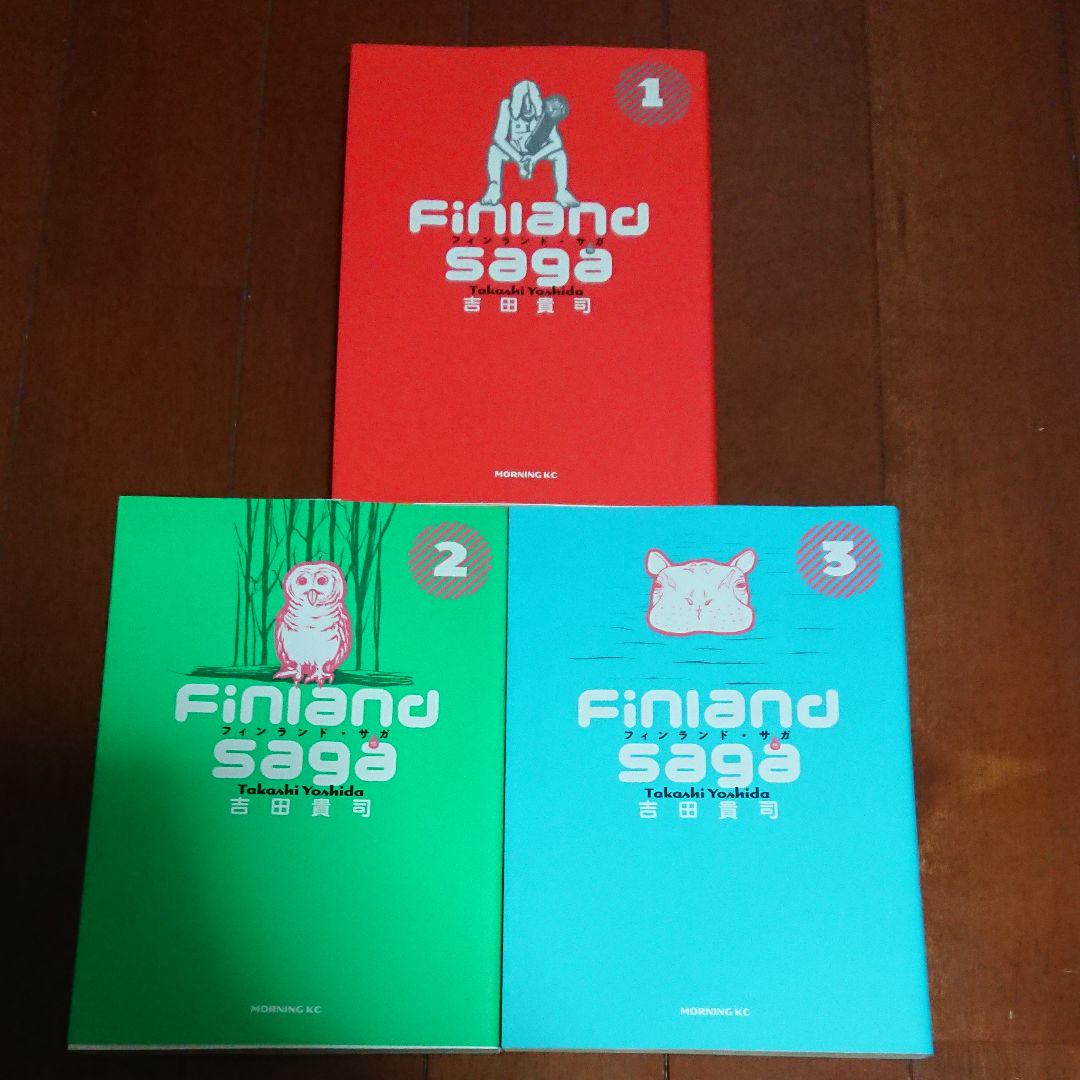 1
Finland
フィンランド・サガ
saga
Takashi Yoshida
吉田貴司
MORNING KC
2
Finland
フィンランド・サガ
saga
Takashi Yoshida
吉田貴司
MORNING KC
3
Finland
フィンランド・サガ
saga
Takashi Yoshida
吉田貴司
MORNING KC